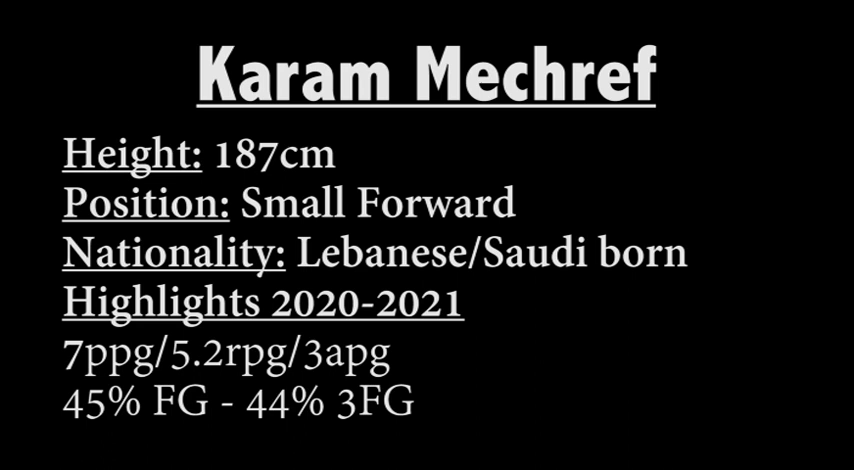 Karam Mechref
Height: 187cm
Position: Small Forward
Nationality: Lebanese/Saudi born
Highlights 2020-2021
7ppg/5.2rpg/3apg
45% FG - 44% 3FG